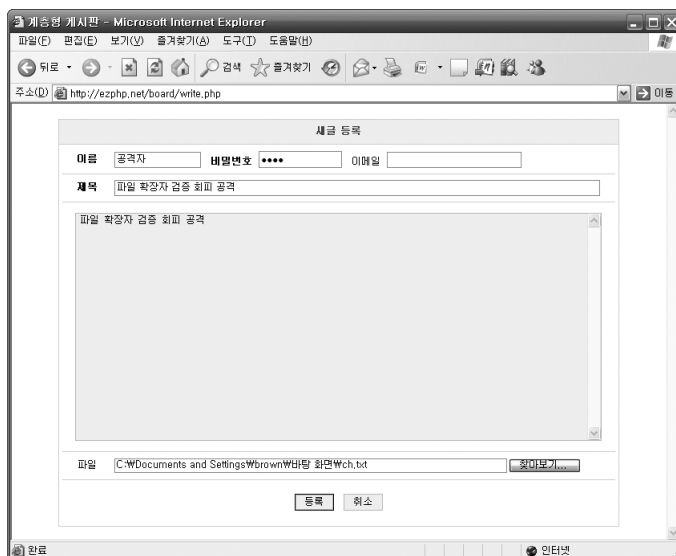 계층형 게시판 - Microsoft Internet Explorer
파일(F) 편집(E) 보기(V) 즐겨찾기(A) 도구(T) 도움말(H)
뒤로 검색 즐겨찾기
주소(D) http://ezphp.net/board/write.php 이동
새글 등록
이름 공격자 비밀번호 •••• 이메일
제목 파일 확장자 검증 회피 공격
파일 확장자 검증 회피 공격
파일 C:₩Documents and Settings₩brown₩바탕 화면₩ch.txt 찾아보기...
등록 취소
완료 인터넷